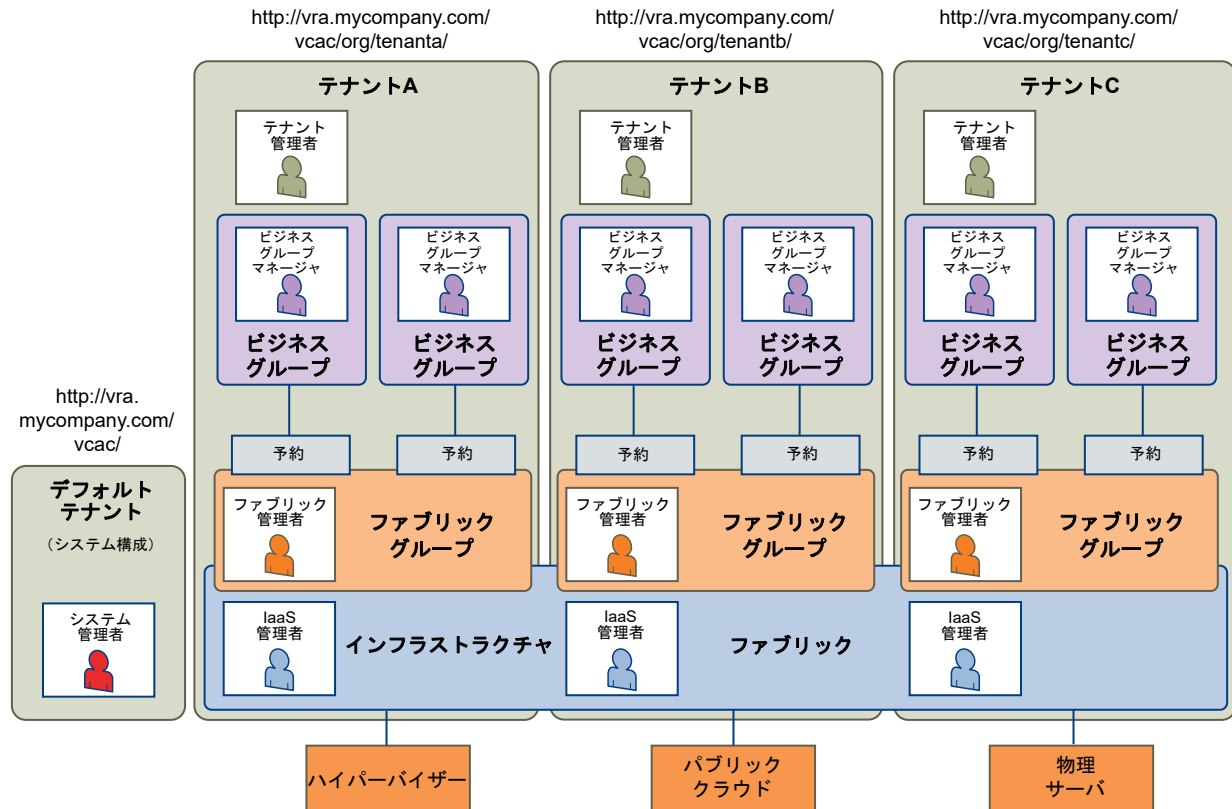 http://vra.mycompany.com/
vcac/org/tenanta/
http://vra.mycompany.com/
vcac/org/tenantb/
http://vra.mycompany.com/
vcac/org/tenantc/
テナントA
テナントB
テナントC
テナント
管理者
テナント
管理者
テナント
管理者
ビジネス
グループ
マネージャ
ビジネス
グループ
マネージャ
ビジネス
グループ
マネージャ
ビジネス
グループ
マネージャ
ビジネス
グループ
マネージャ
ビジネス
グループ
マネージャ
ビジネス
グループ
ビジネス
グループ
ビジネス
グループ
ビジネス
グループ
ビジネス
グループ
ビジネス
グループ
http://vra.
mycompany.com/
vcac/
予約
予約
予約
予約
予約
予約
デフォルト
テナント
（システム構成）
システム
管理者
ファブリック
管理者
ファブリック
グループ
ファブリック
管理者
ファブリック
グループ
ファブリック
管理者
ファブリック
グループ
IaaS
管理者
インフラストラクチャ
IaaS
管理者
ファブリック
IaaS
管理者
ハイパーバイザー
パブリック
クラウド
物理
サーバ